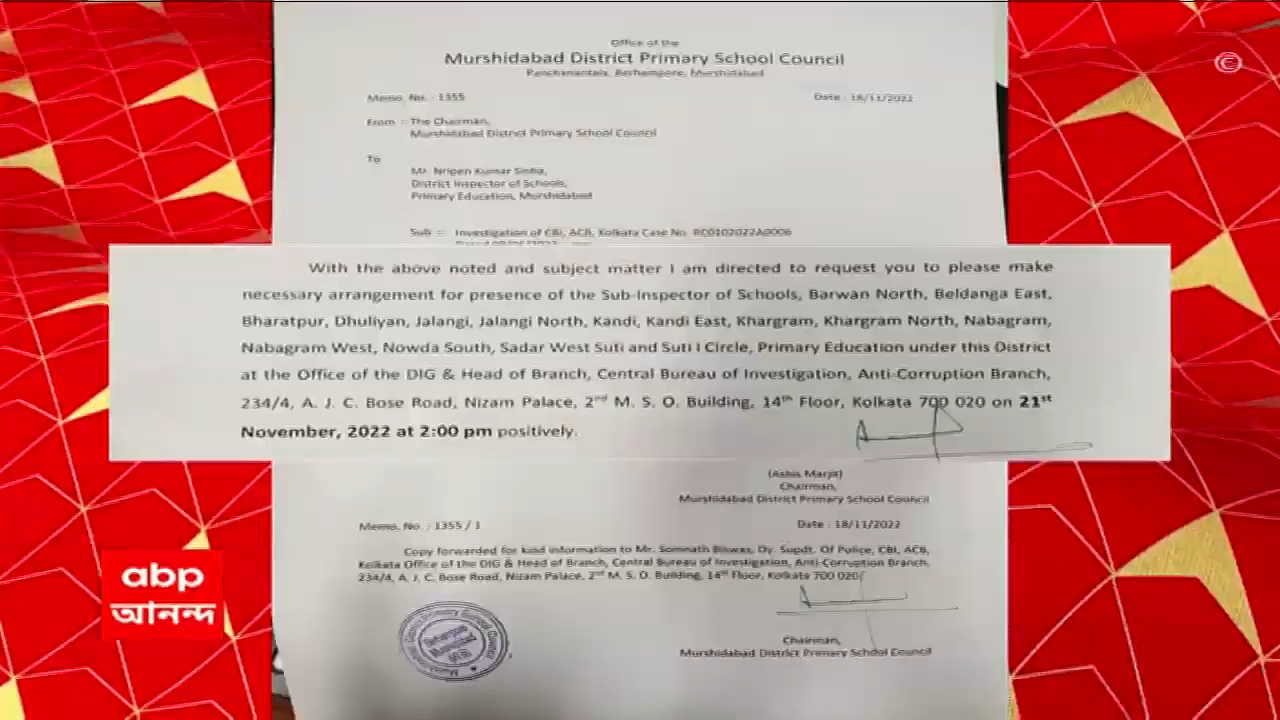 Office of the
Murshidabad District Primary School Council
Panchanantala, Berhampore, Murshidabad
Memo. No. : 1355 Date : 18/11/2022
From :- The Chairman,
Murshidabad District Primary School Council
To
Mr. Nripen Kumar Sinha,
District Inspector of Schools,
Primary Education, Murshidabad
Sub :- Investigation of CBI, ACB, Kolkata Case No. RC0102022A0006
With the above noted and subject matter I am directed to request you to please make
necessary arrangement for presence of the Sub-Inspector of Schools, Barwan North, Beldanga East,
Bharatpur, Dhuliyan, Jalangi, Jalangi North, Kandi, Kandi East, Khargram, Khargram North, Nabagram,
Nabagram West, Nowda South, Sadar West Suti and Suti I Circle, Primary Education under this District
at the Office of the DIG & Head of Branch, Central Bureau of Investigation, Anti-Corruption Branch,
234/4, A. J. C. Bose Road, Nizam Palace, 2nd M. S. O. Building, 14th Floor, Kolkata 700 020 on 21st
November, 2022 at 2:00 pm positively.
(Ashis Marjit)
Chairman,
Murshidabad District Primary School Council
Memo. No. : 1355 / 1 Date : 18/11/2022
Copy forwarded for kind information to Mr. Somnath Biswas, Dy. Supdt. Of Police, CBI, ACB,
Kolkata Office of the DIG & Head of Branch, Central Bureau of Investigation, Anti-Corruption Branch,
234/4, A. J. C. Bose Road, Nizam Palace, 2nd M. S. O. Building, 14th Floor, Kolkata 700 020
Chairman,
Murshidabad District Primary School Council
District Primary School Council
Berhampore
Murshidabad
abp
আনন্দ
©